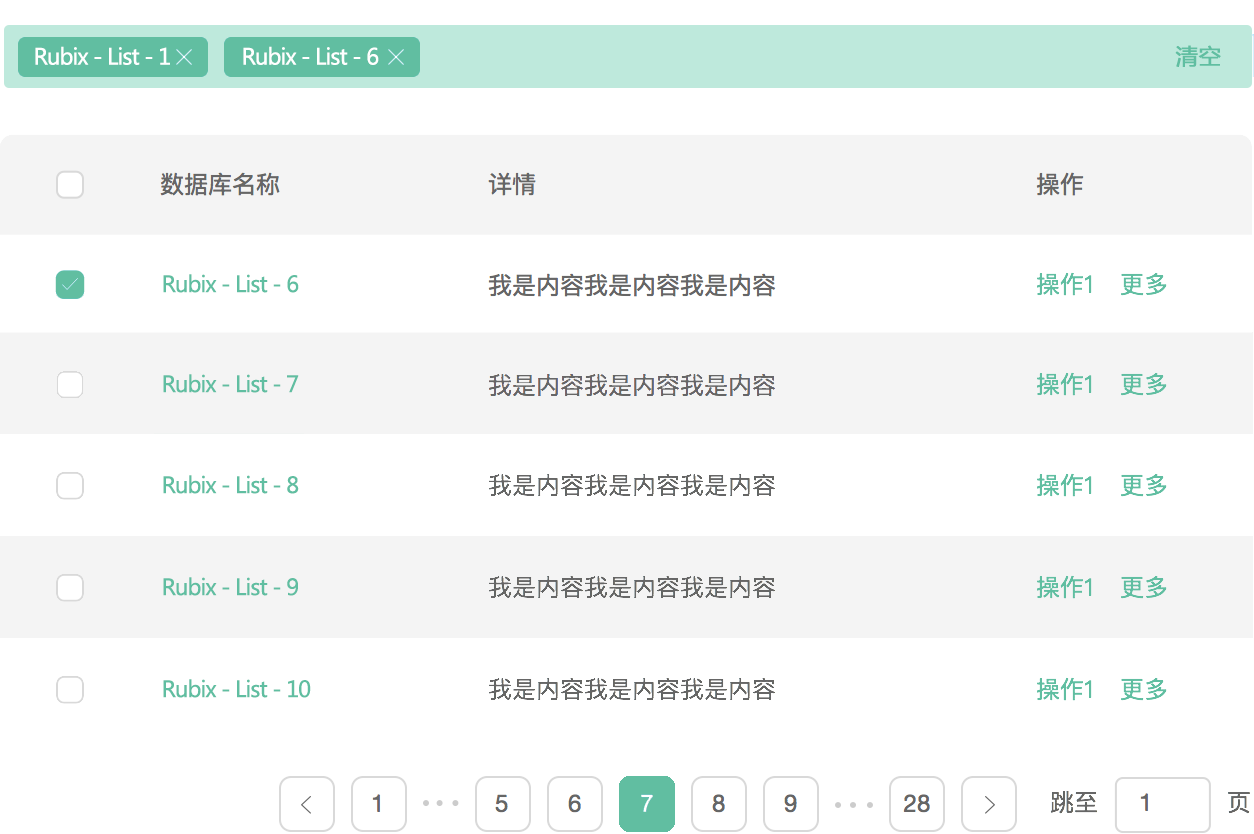 Rubix - List - 1 Rubix - List - 6 清空
数据库名称 详情 操作
Rubix - List - 6 我是内容我是内容我是内容 操作1 更多
Rubix - List - 7 我是内容我是内容我是内容 操作1 更多
Rubix - List - 8 我是内容我是内容我是内容 操作1 更多
Rubix - List - 9 我是内容我是内容我是内容 操作1 更多
Rubix - List - 10 我是内容我是内容我是内容 操作1 更多
1 ••• 5 6 7 8 9 ••• 28 跳至 1 页